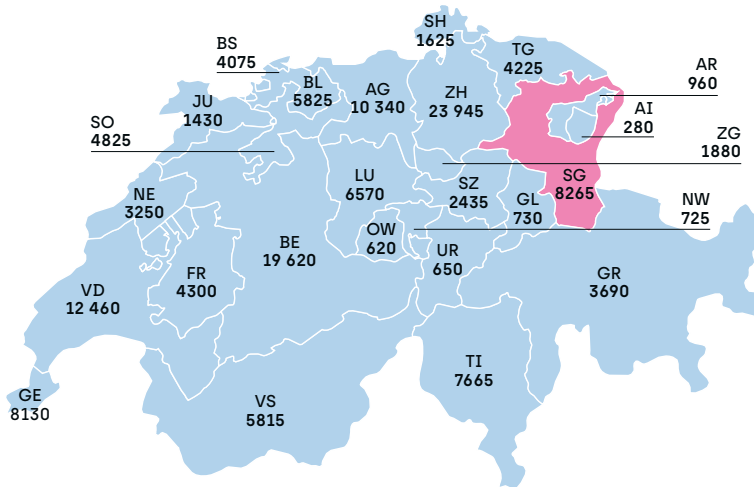 SH
1625
BS
4075
TG
4225
AR
960
BL
5825
AG
10 340
ZH
23 945
JU
1430
AI
280
SO
4825
ZG
1880
LU
6570
SZ
2435
SG
8265
NE
3250
GL
730
NW
725
OW
620
BE
19 620
UR
650
FR
4300
GR
3690
VD
12 460
TI
7665
GE
8130
VS
5815